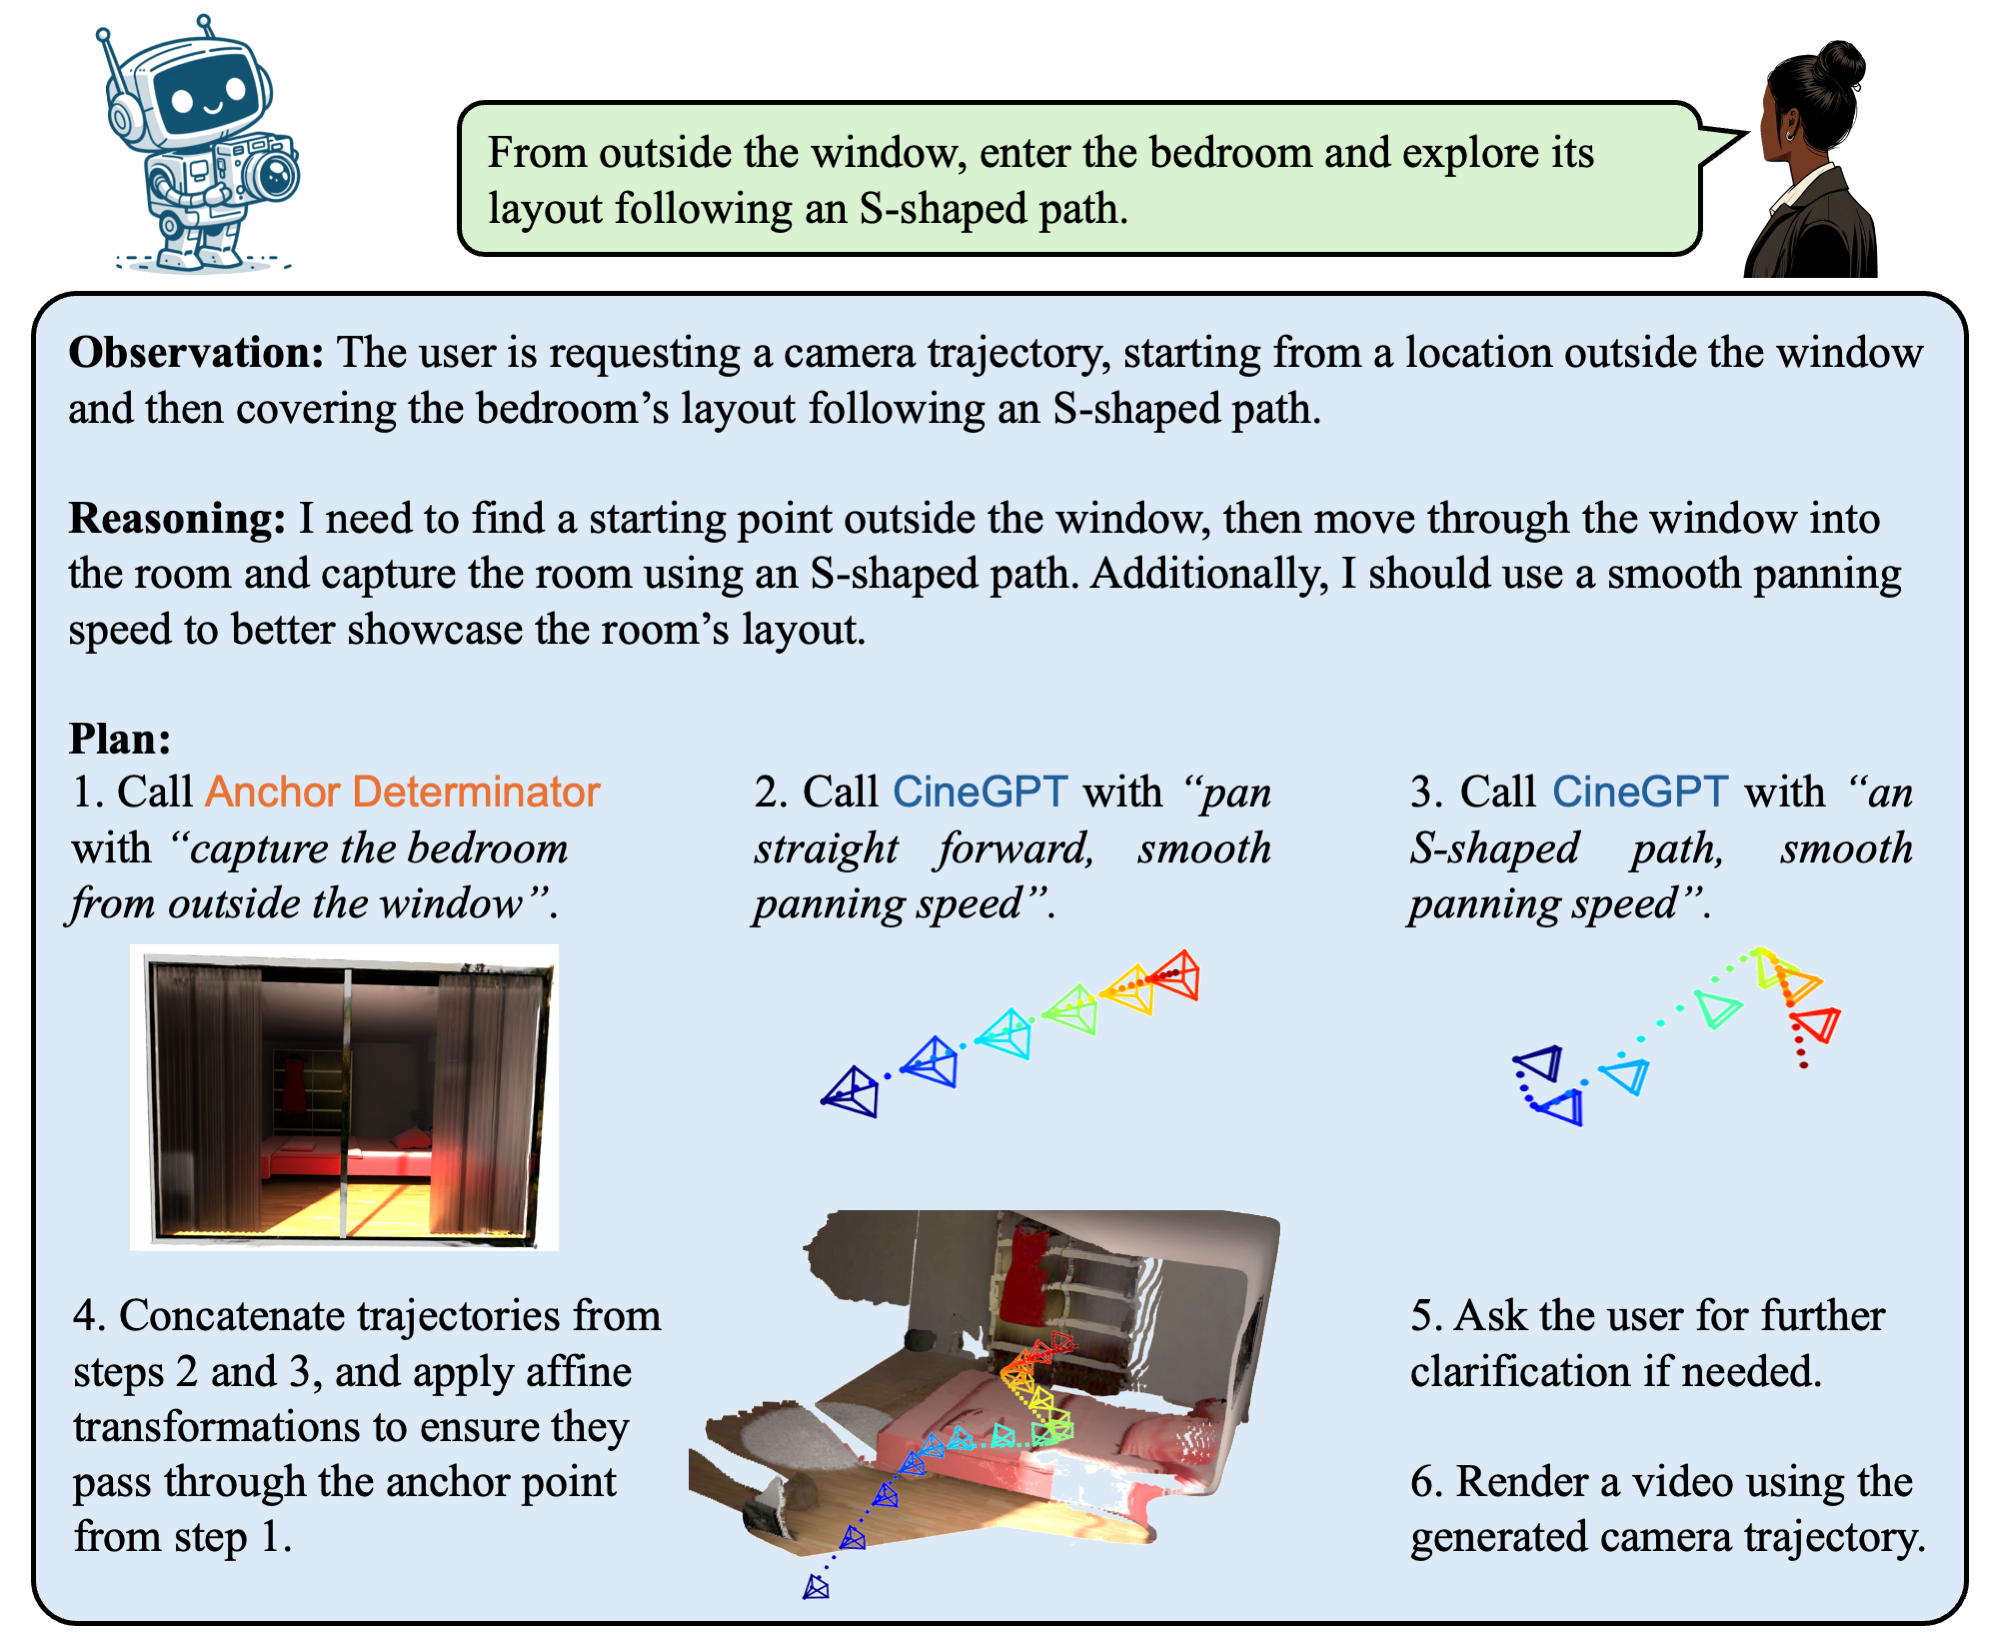 From outside the window, enter the bedroom and explore its
layout following an S-shaped path.
Observation: The user is requesting a camera trajectory, starting from a location outside the window
and then covering the bedroom’s layout following an S-shaped path.
Reasoning: I need to find a starting point outside the window, then move through the window into
the room and capture the room using an S-shaped path. Additionally, I should use a smooth panning
speed to better showcase the room’s layout.
Plan:
1. Call Anchor Determinator
with “capture the bedroom
from outside the window”.
2. Call CineGPT with “pan
straight forward, smooth
panning speed”.
3. Call CineGPT with “an
S-shaped path, smooth
panning speed”.
4. Concatenate trajectories from
steps 2 and 3, and apply affine
transformations to ensure they
pass through the anchor point
from step 1.
5. Ask the user for further
clarification if needed.
6. Render a video using the
generated camera trajectory.